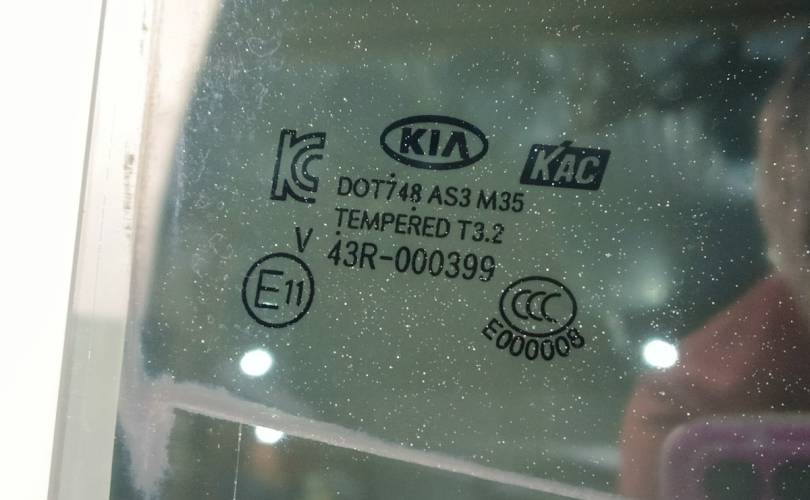 KIA
KC
KAC
DOT748 AS3 M35
TEMPERED T3.2
V
43R-000399
E11
CCC
E000008